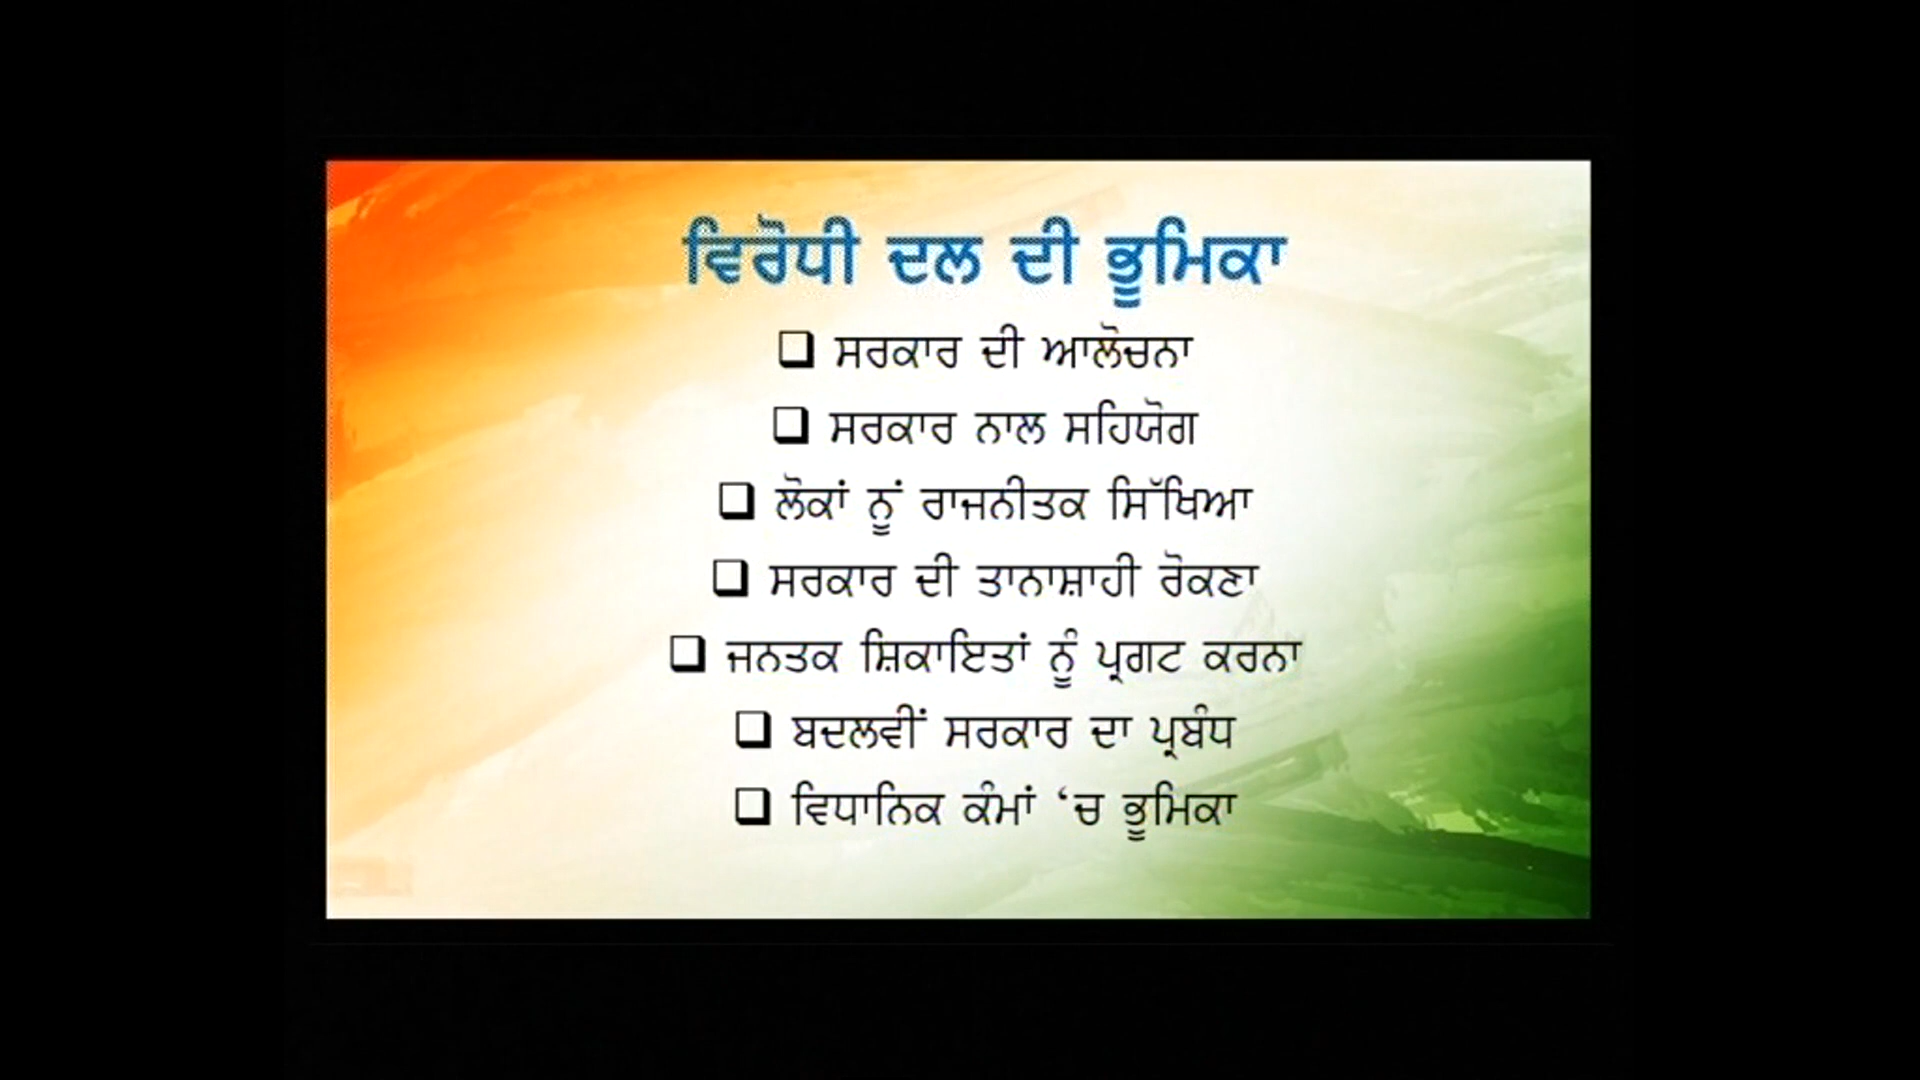 ਵਿਰੋਧੀ ਦਲ ਦੀ ਭੂਮਿਕਾ
❑ ਸਰਕਾਰ ਦੀ ਆਲੋਚਨਾ
❑ ਸਰਕਾਰ ਨਾਲ ਸਹਿਯੋਗ
❑ ਲੋਕਾਂ ਨੂਂ ਰਾਜਨੀਤਕ ਸਿੱਖਿਆ
❑ ਸਰਕਾਰ ਦੀ ਤਾਨਾਸ਼ਾਹੀ ਰੋਕਣਾ
❑ ਜਨਤਕ ਸ਼ਿਕਾਇਤਾਂ ਨੂੰ ਪ੍ਰਗਟ ਕਰਨਾ
❑ ਬਦਲਵੀਂ ਸਰਕਾਰ ਦਾ ਪ੍ਰਬੰਧ
❑ ਵਿਧਾਨਿਕ ਕੰਮਾਂ ‘ਚ ਭੂਮਿਕਾ